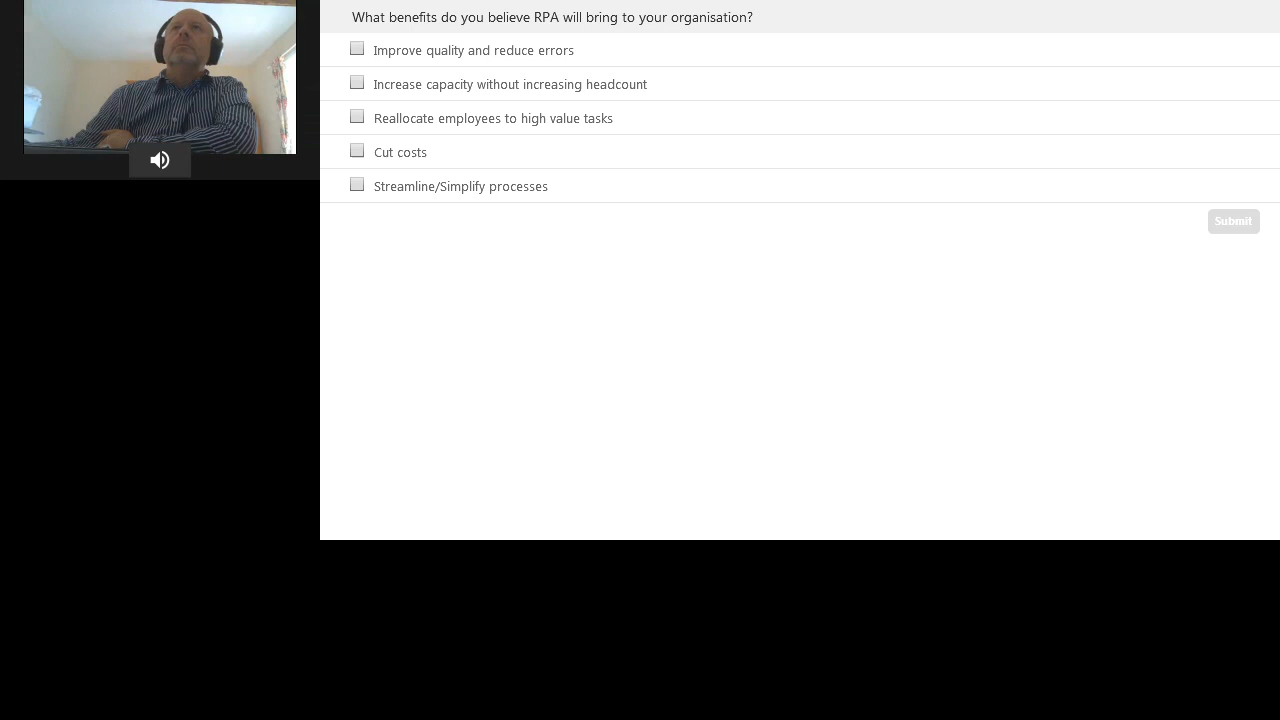 What benefits do you believe RPA will bring to your organisation?
Improve quality and reduce errors
Increase capacity without increasing headcount
Reallocate employees to high value tasks
Cut costs
Streamline/Simplify processes
Submit